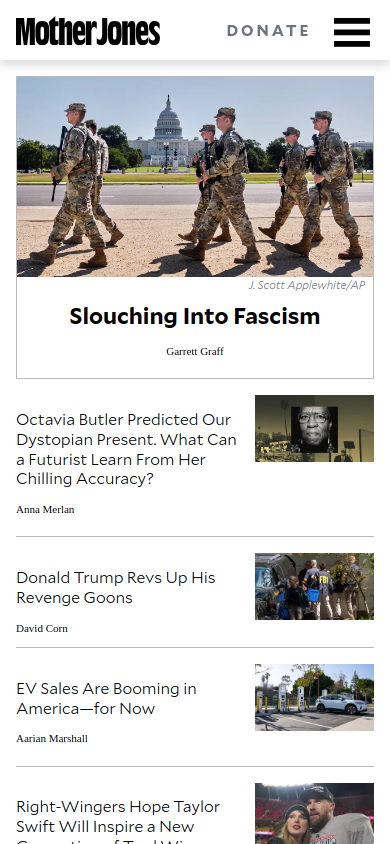 Mother Jones
DONATE
J. Scott Applewhite/AP
Slouching Into Fascism
Garrett Graff
Octavia Butler Predicted Our
Dystopian Present. What Can
a Futurist Learn From Her
Chilling Accuracy?
Anna Merlan
Donald Trump Revs Up His
Revenge Goons
FBI
David Corn
EV Sales Are Booming in
America—for Now
Aarian Marshall
Right-Wingers Hope Taylor
Swift Will Inspire a New